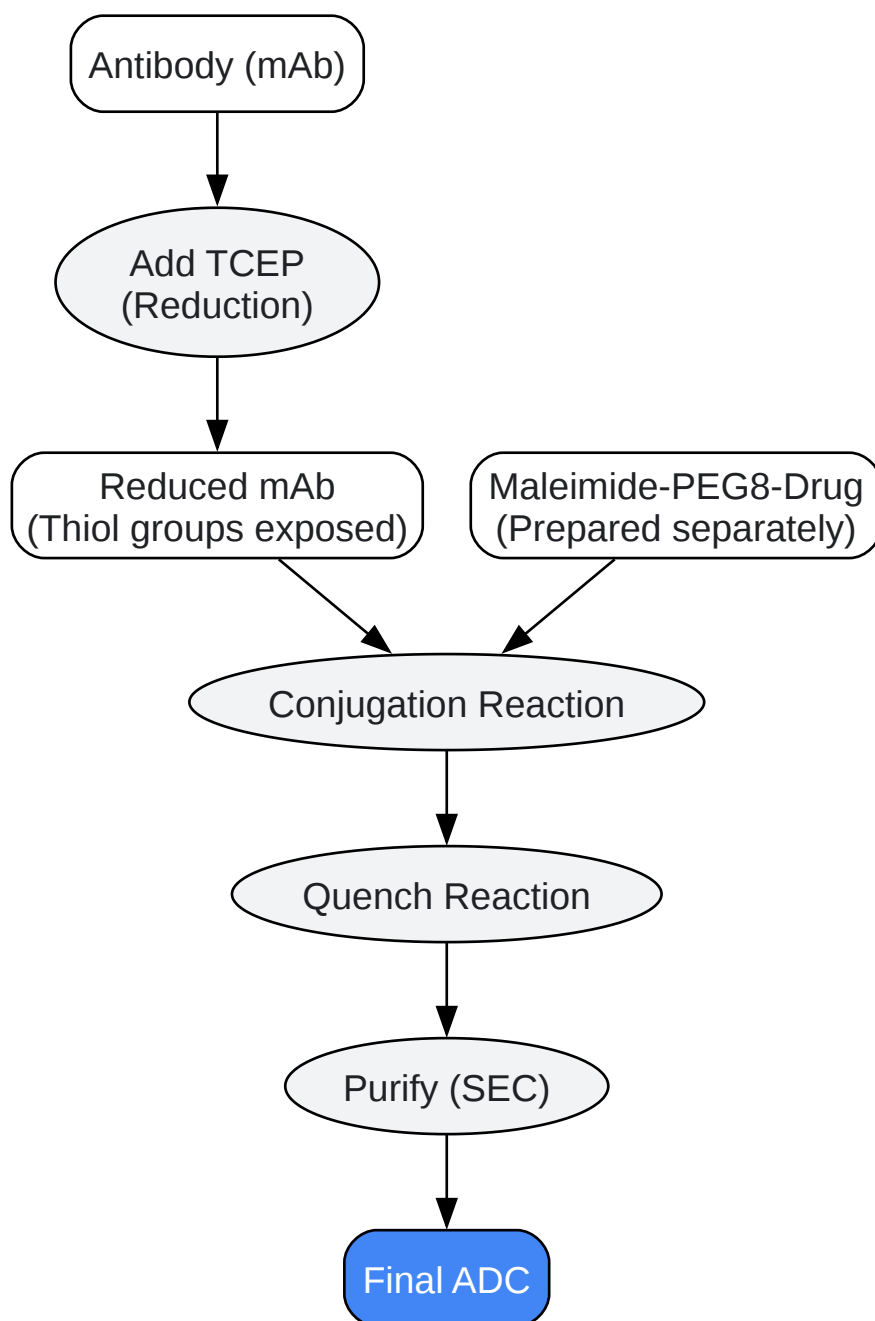 Antibody (mAb)
Add TCEP
(Reduction)
Reduced mAb
(Thiol groups exposed)
Maleimide-PEG8-Drug
(Prepared separately)
Conjugation Reaction
Quench Reaction
Purify (SEC)
Final ADC